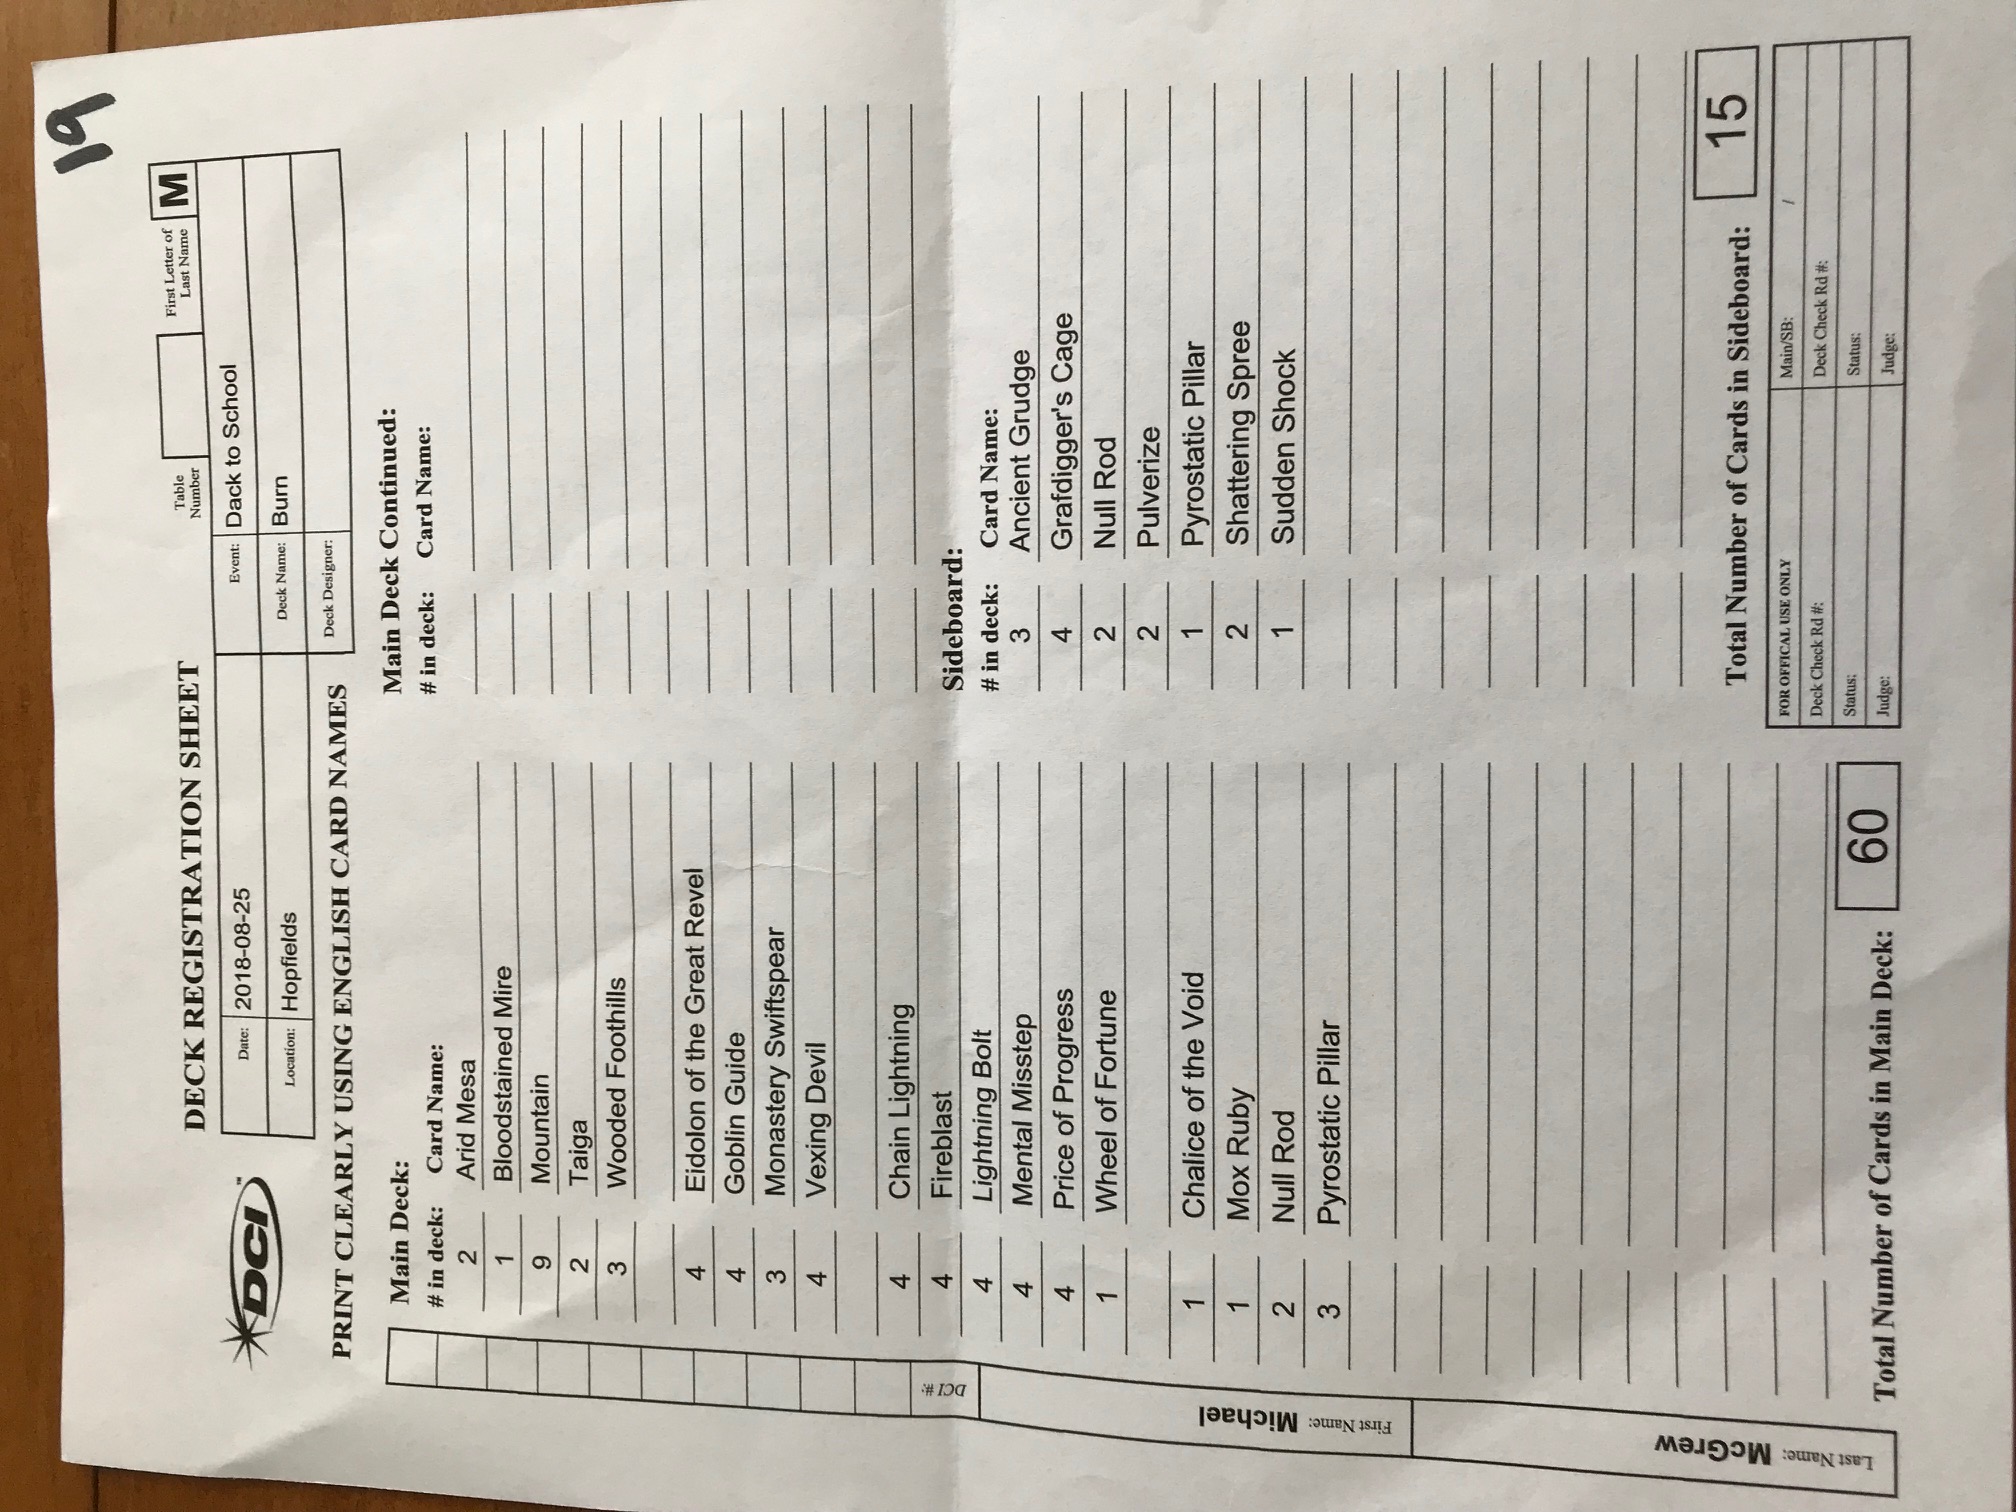 19
DECK REGISTRATION SHEET
Table Number
First Letter of Last Name
M
DCI™
Date: 2018-08-25
Event: Dack to School
Location: Hopfields
Deck Name: Burn
Deck Designer:
PRINT CLEARLY USING ENGLISH CARD NAMES
Main Deck:
# in deck: Card Name:
2 Arid Mesa
1 Bloodstained Mire
9 Mountain
2 Taiga
3 Wooded Foothills
4 Eidolon of the Great Revel
4 Goblin Guide
3 Monastery Swiftspear
4 Vexing Devil
4 Chain Lightning
4 Fireblast
4 Lightning Bolt
4 Mental Misstep
4 Price of Progress
1 Wheel of Fortune
1 Chalice of the Void
1 Mox Ruby
2 Null Rod
3 Pyrostatic Pillar
Total Number of Cards in Main Deck: 60
Main Deck Continued:
# in deck: Card Name:
Sideboard:
# in deck: Card Name:
3 Ancient Grudge
4 Grafdigger's Cage
2 Null Rod
2 Pulverize
1 Pyrostatic Pillar
2 Shattering Spree
1 Sudden Shock
Total Number of Cards in Sideboard: 15
FOR OFFICAL USE ONLY
Main/SB: /
Deck Check Rd #:
Deck Check Rd #:
Status:
Status:
Judge:
Judge:
DCI #:
First Name: Michael
Last Name: McGrew